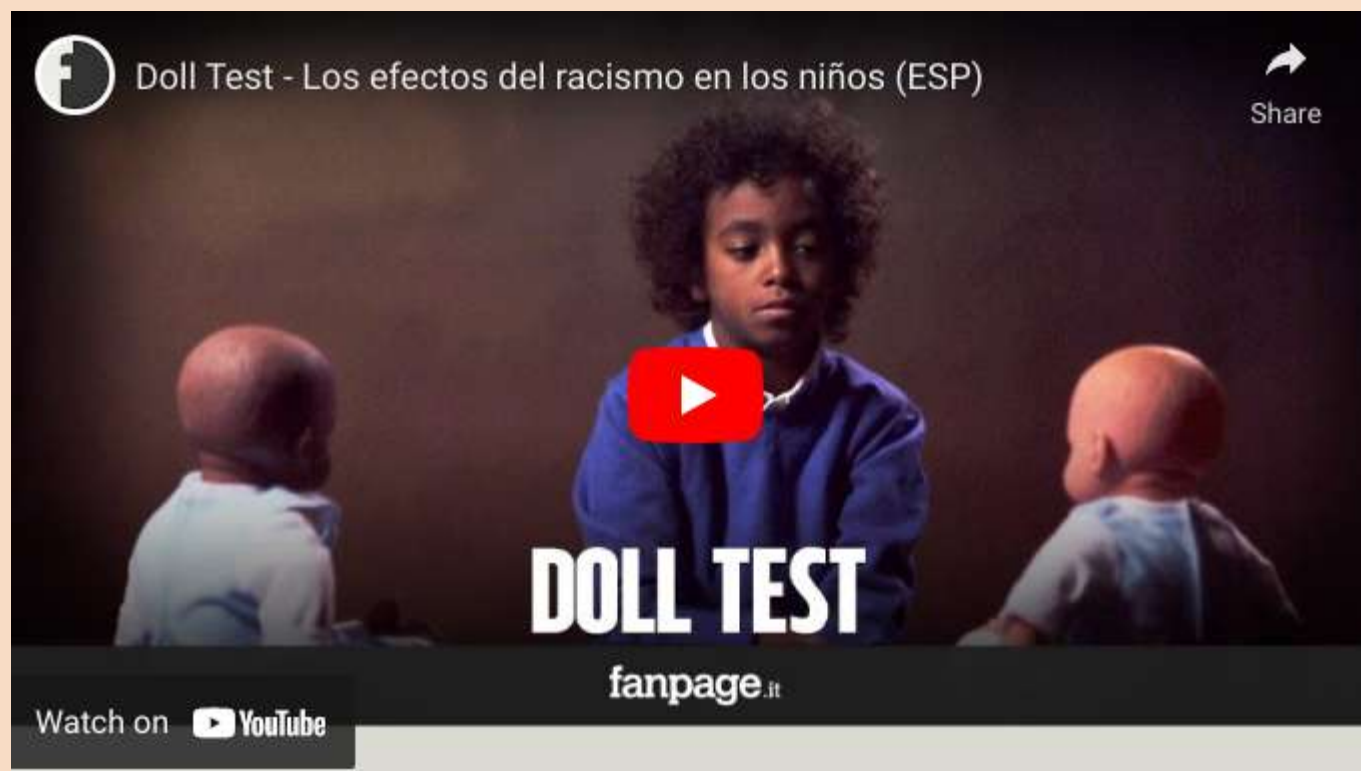 Doll Test - Los efectos del racismo en los niños (ESP)
Share
DOLL TEST
fanpage.it
Watch on YouTube